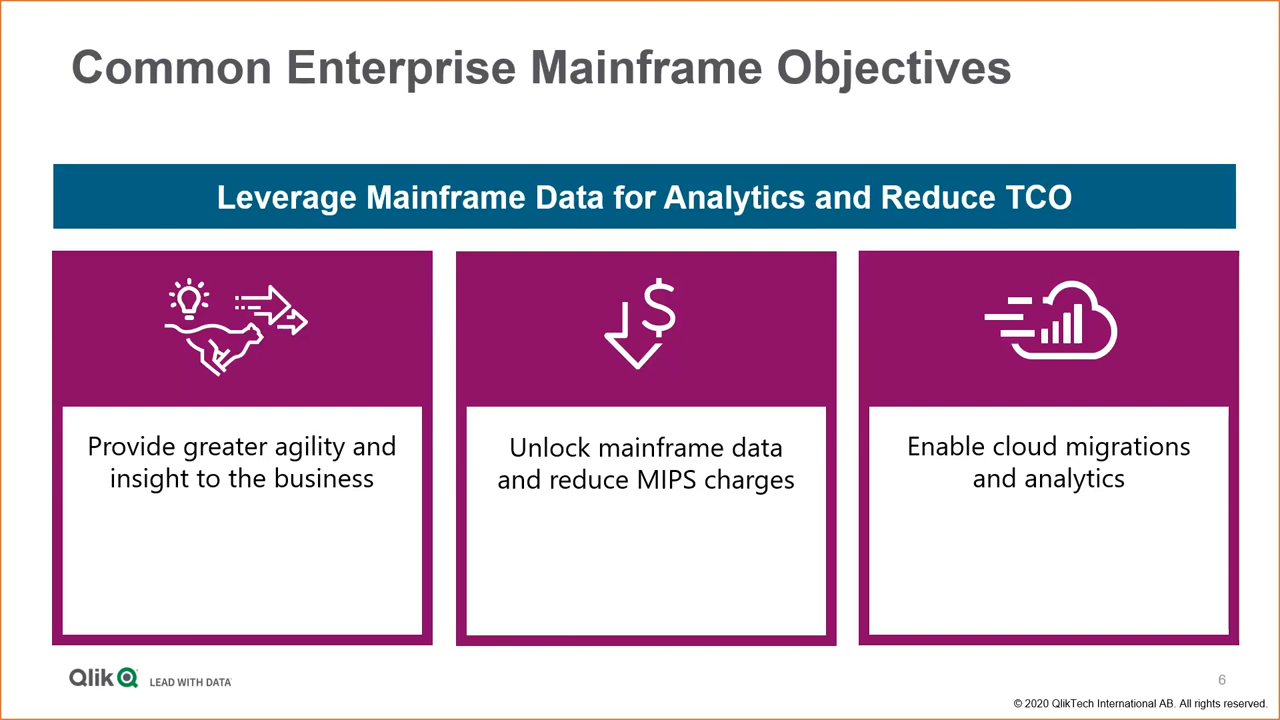 Common Enterprise Mainframe Objectives
Leverage Mainframe Data for Analytics and Reduce TCO
$
Provide greater agility and
insight to the business
Unlock mainframe data
and reduce MIPS charges
Enable cloud migrations
and analytics
Qlik LEAD WITH DATA
6
© 2020 QlikTech International AB. All rights reserved.